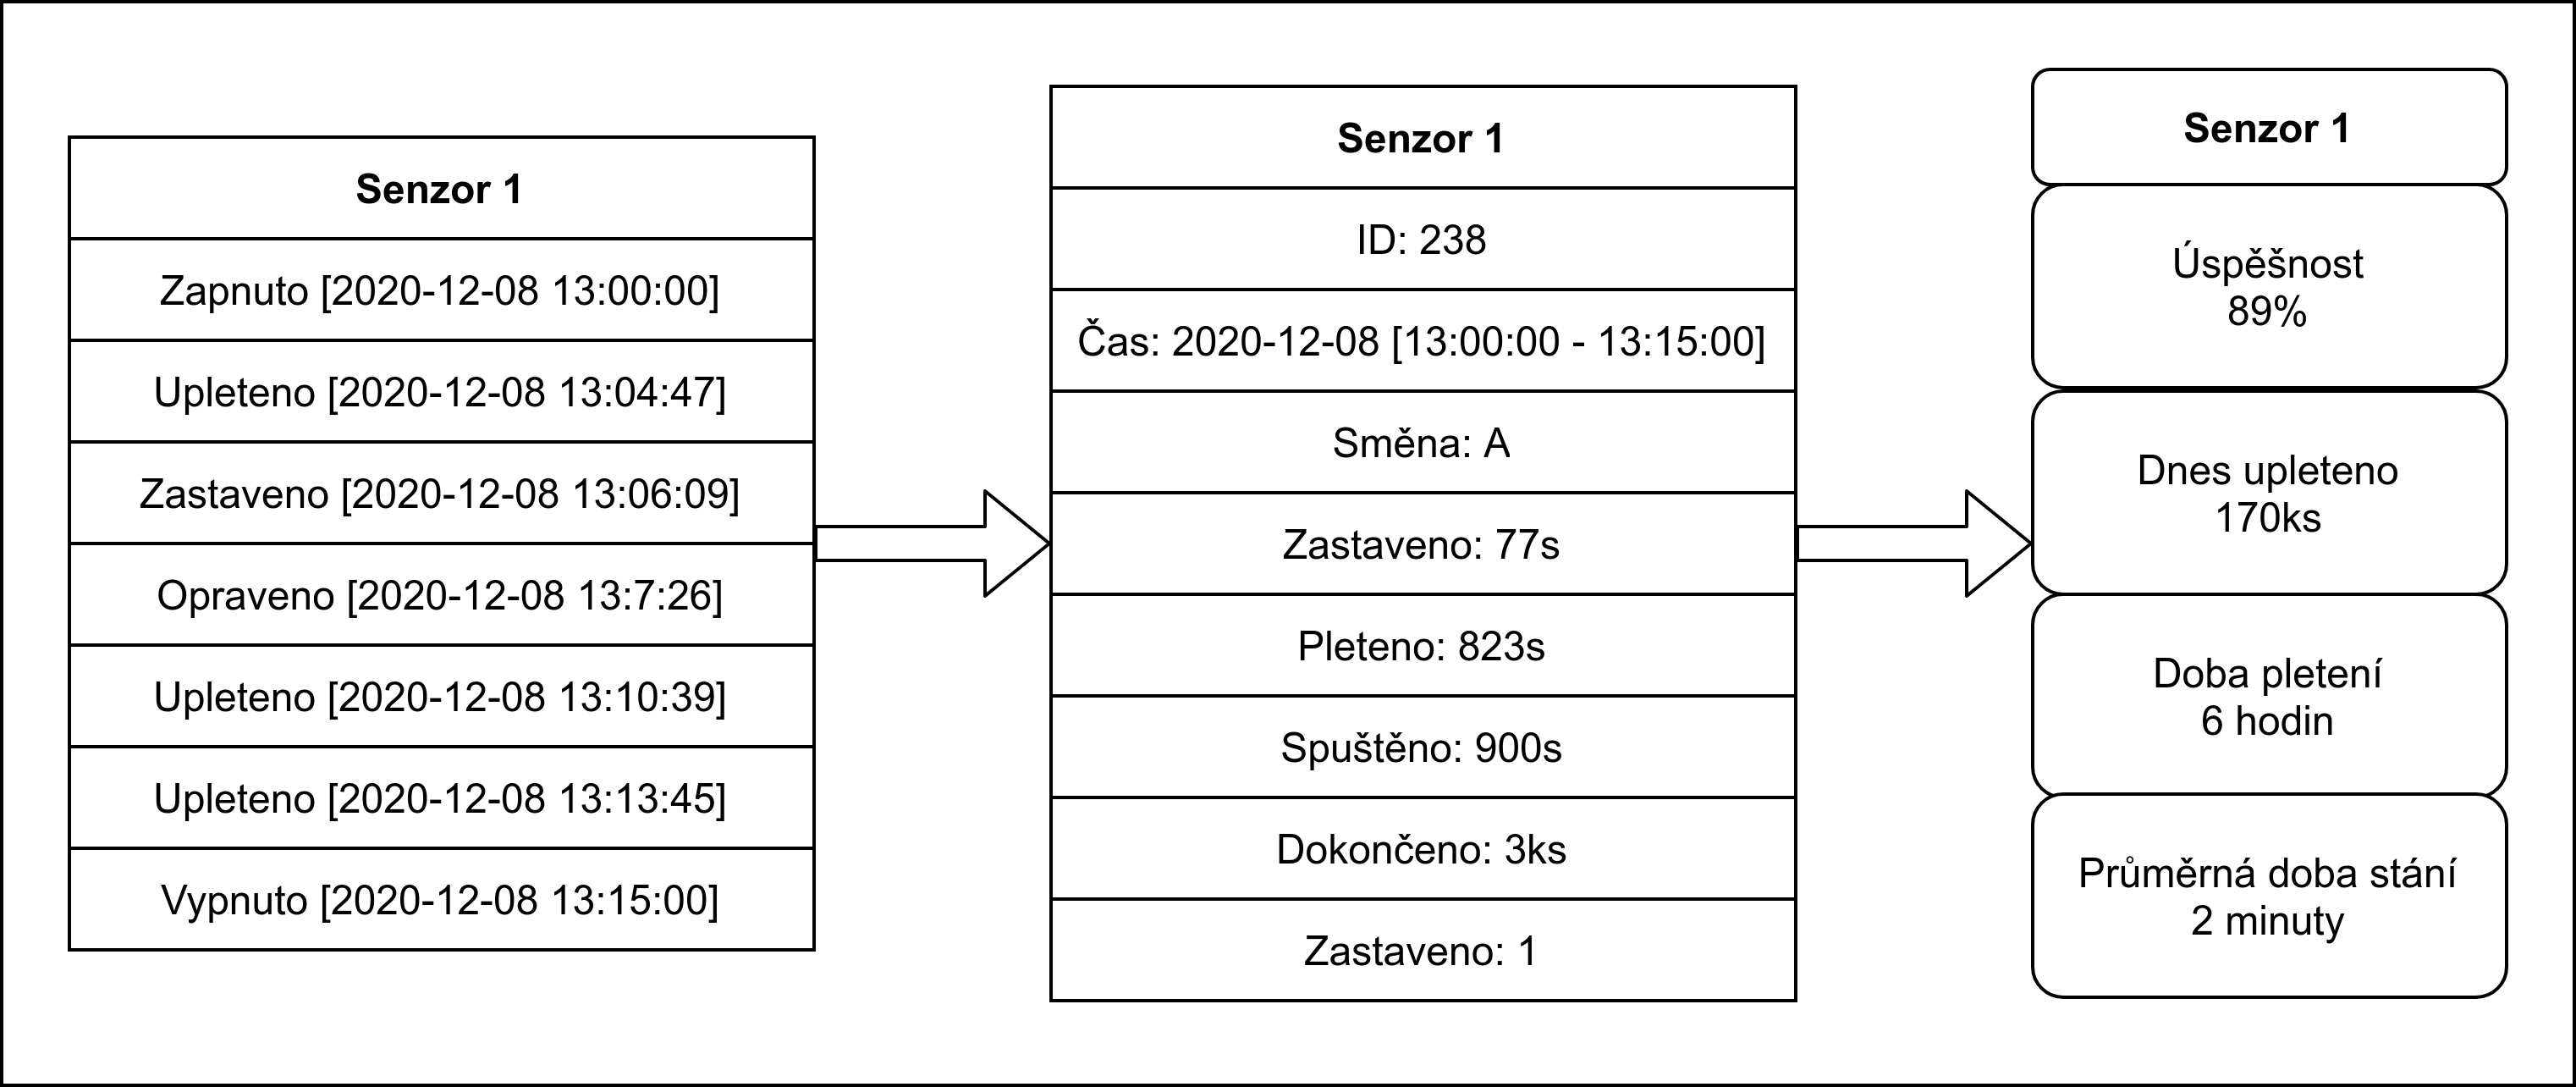 Senzor 1
Zapnuto [2020-12-08 13:00:00]
Upleteno [2020-12-08 13:04:47]
Zastaveno [2020-12-08 13:06:09]
Opraveno [2020-12-08 13:7:26]
Upleteno [2020-12-08 13:10:39]
Upleteno [2020-12-08 13:13:45]
Vypnuto [2020-12-08 13:15:00]
Senzor 1
ID: 238
Čas: 2020-12-08 [13:00:00 - 13:15:00]
Směna: A
Zastaveno: 77s
Pleteno: 823s
Spuštěno: 900s
Dokončeno: 3ks
Zastaveno: 1
Senzor 1
Úspěšnost
89%
Dnes upleteno
170ks
Doba pletení
6 hodin
Průměrná doba stání
2 minuty